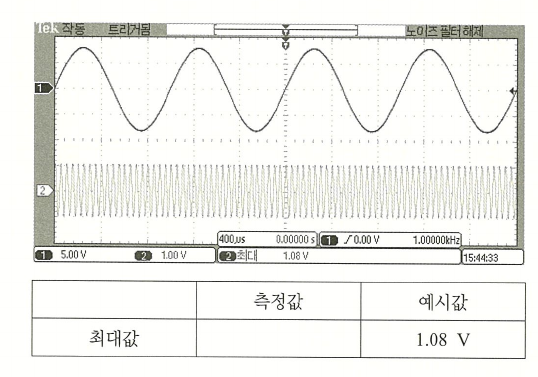 Tek 작동 트리거됨 노이즈 필터 해제
1
2
400µs 0.00000 s 1 ∫ 0.00 V 1.00000kHz
1 5.00 V 2 1.00 V 2 최대 1.08 V 15:44:33
측정값 예시값
최대값 1.08 V